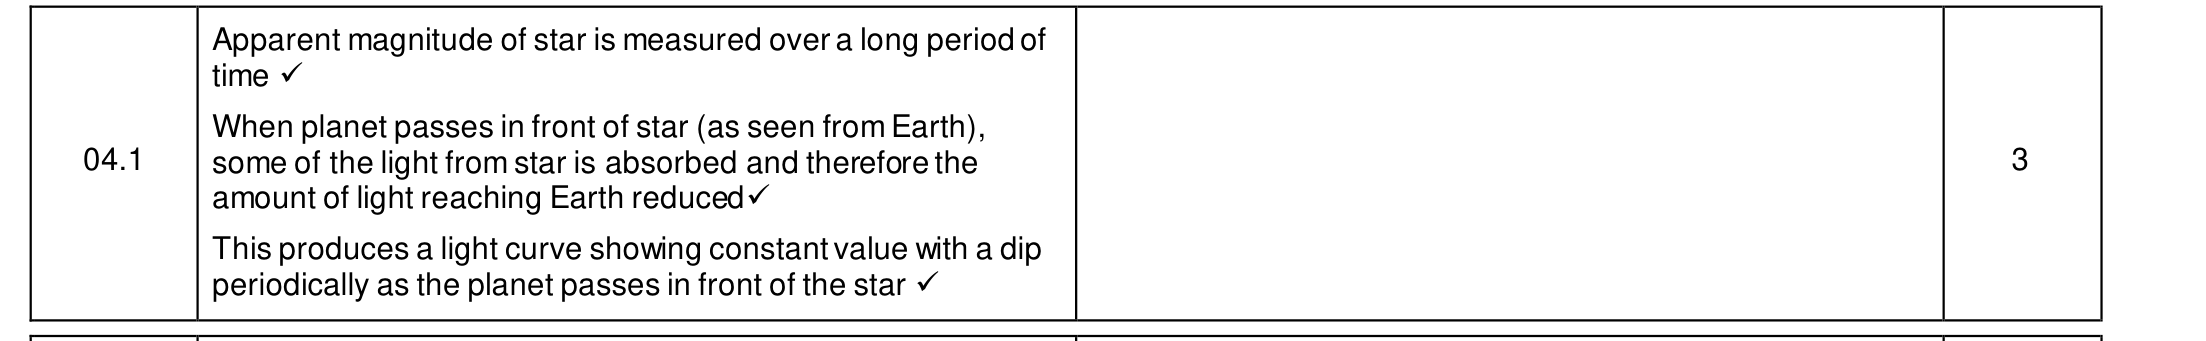 Apparent magnitude of star is measured over a long period of
time ✓
When planet passes in front of star (as seen from Earth),
some of the light from star is absorbed and therefore the
amount of light reaching Earth reduced ✓
This produces a light curve showing constant value with a dip
periodically as the planet passes in front of the star ✓
04.1
3